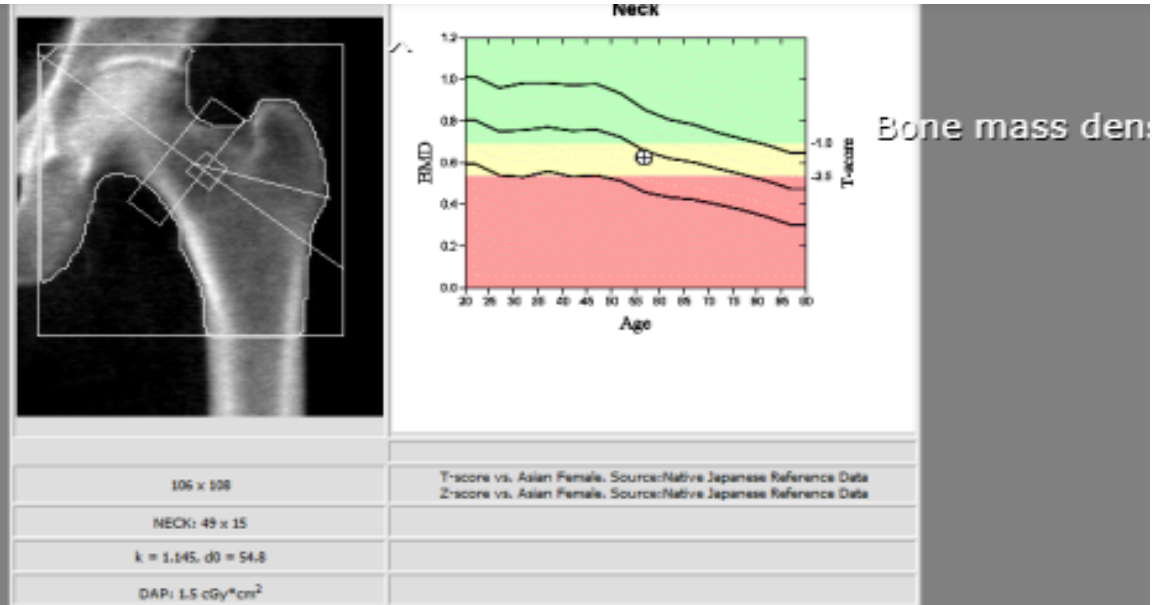 Neck
1.2
1.0
0.8
0.6
0.4
0.2
0.0
BMD
-1.0
-2.5
T-score
20 25 30 35 40 45 50 55 60 65 70 75 80 85 90
Age
Bone mass dens
106 x 108
T-score vs. Asian Female. Source:Native Japanese Reference Data
Z-score vs. Asian Female. Source:Native Japanese Reference Data
NECK: 49 x 15
k = 1.145, d0 = 54.8
DAP: 1.5 cGy*cm²